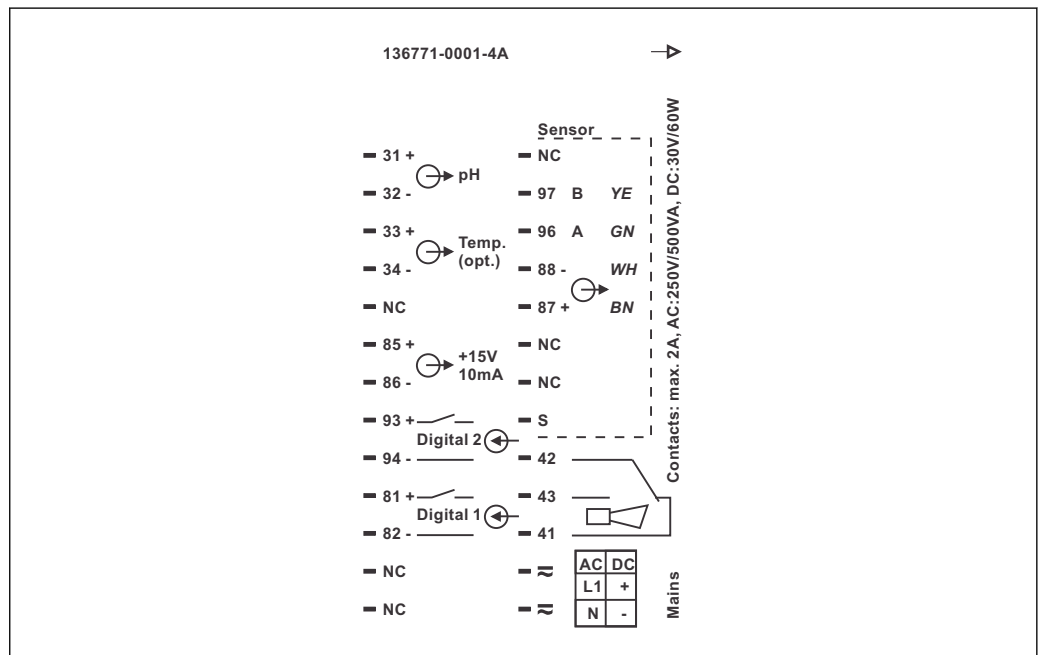 136771-0001-4A
Sensor
31 +
pH
32 -
33 +
Temp.
(opt.)
34 -
NC
85 +
+15V
10mA
86 -
93 +
Digital 2
94 -
81 +
Digital 1
82 -
NC
NC
NC
97 B YE
96 A GN
88 - WH
87 + BN
NC
NC
S
42
43
41
≂ AC DC
L1 +
≂ N -
Contacts: max. 2A, AC:250V/500VA, DC:30V/60W
Mains